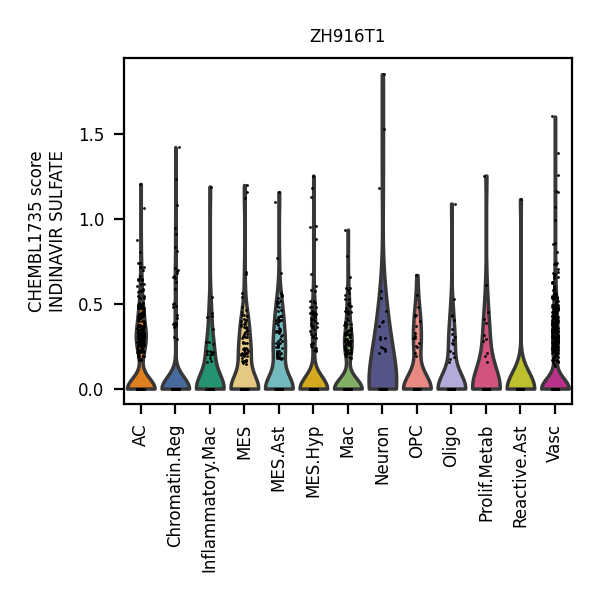 ZH916T1
CHEMBL1735 score
INDINAVIR SULFATE
1.5
1.0
0.5
0.0
AC
Chromatin.Reg
Inflammatory.Mac
MES
MES.Ast
MES.Hyp
Mac
Neuron
OPC
Oligo
Prolif.Metab
Reactive.Ast
Vasc